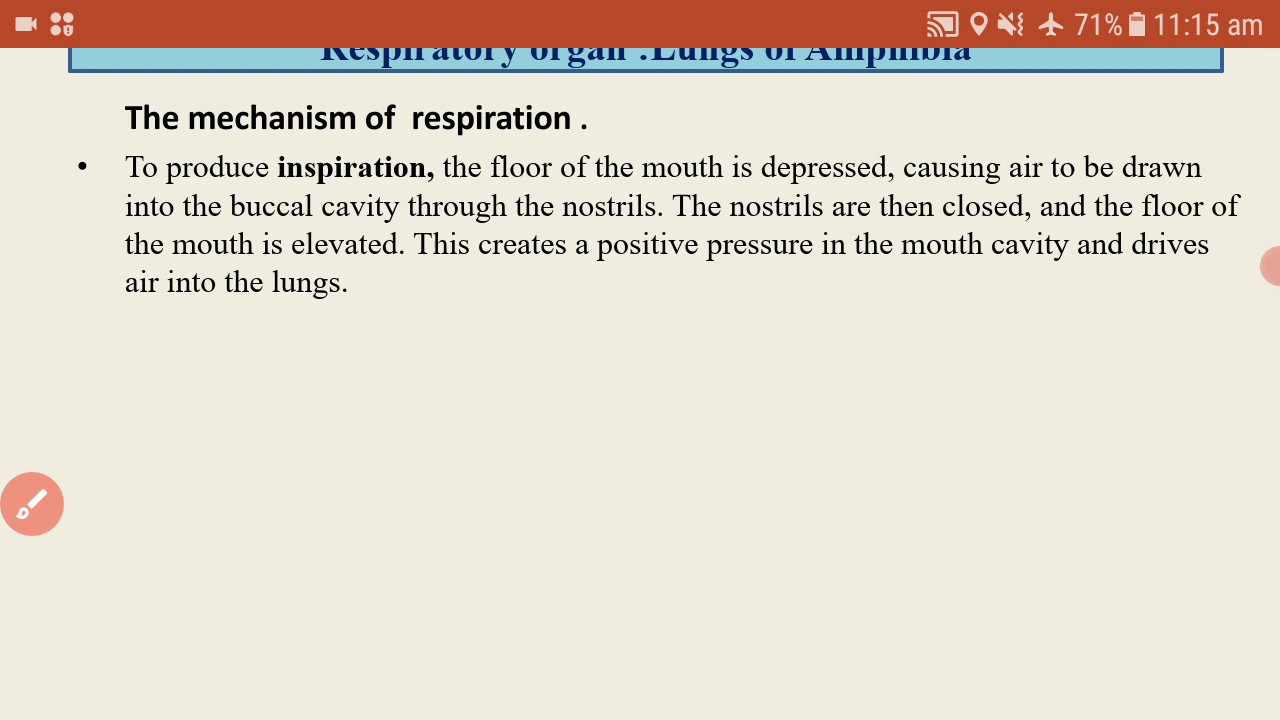 71% 11:15 am
Respiratory organ :Lungs of Amphibia
The mechanism of  respiration .
• To produce inspiration, the floor of the mouth is depressed, causing air to be drawn
into the buccal cavity through the nostrils. The nostrils are then closed, and the floor of
the mouth is elevated. This creates a positive pressure in the mouth cavity and drives
air into the lungs.